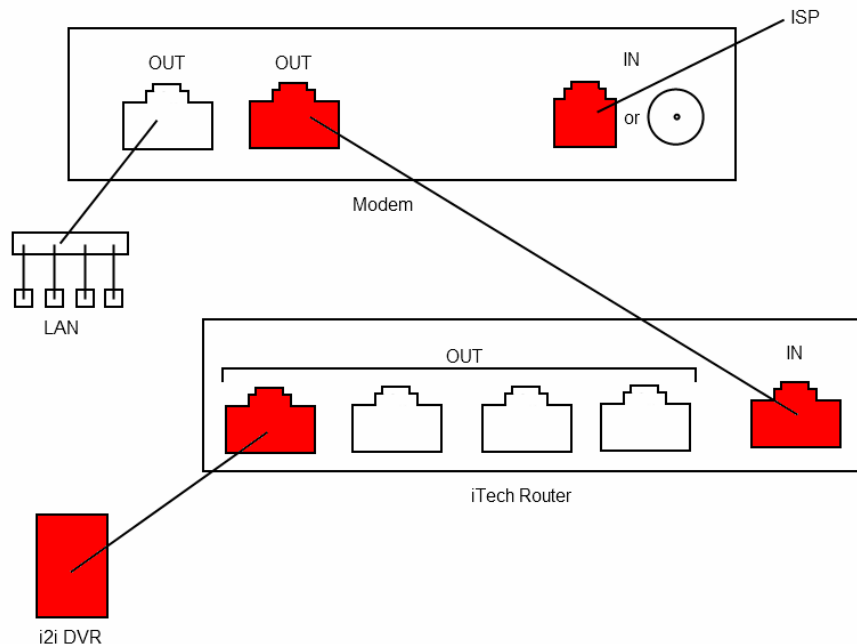 ISP
OUT
OUT
IN
or
Modem
LAN
OUT
IN
iTech Router
i2i DVR